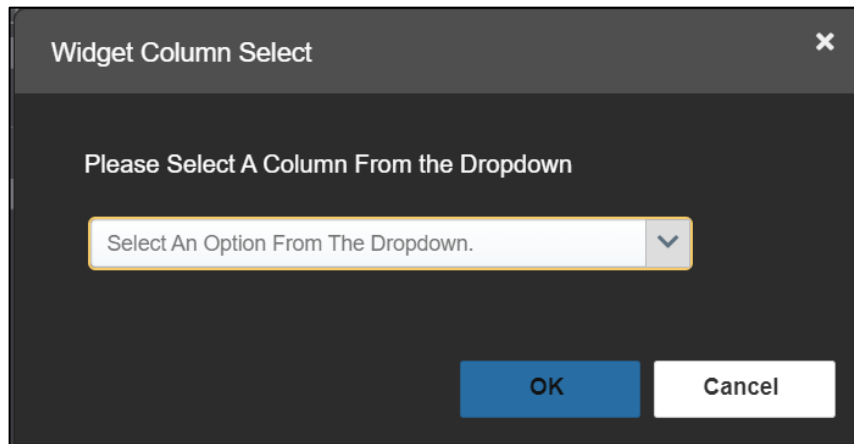 Widget Column Select
Please Select A Column From the Dropdown
Select An Option From The Dropdown.
OK
Cancel